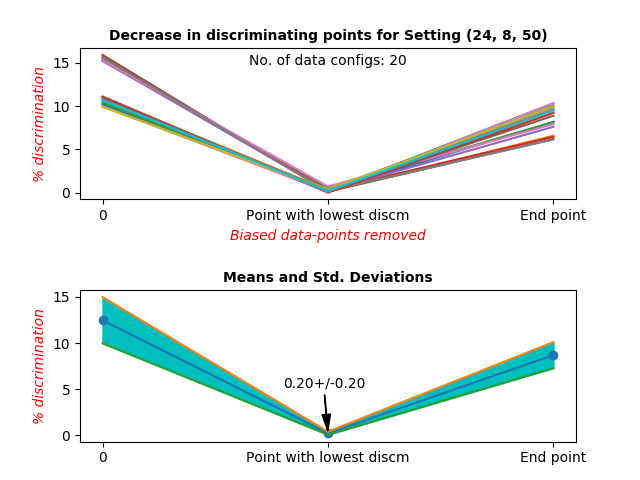 Decrease in discriminating points for Setting (24, 8, 50)
No. of data configs: 20
% discrimination
15
10
5
0
0 Point with lowest discm End point
Biased data-points removed
Means and Std. Deviations
% discrimination
15
10
5
0
0.20+/-0.20
0 Point with lowest discm End point